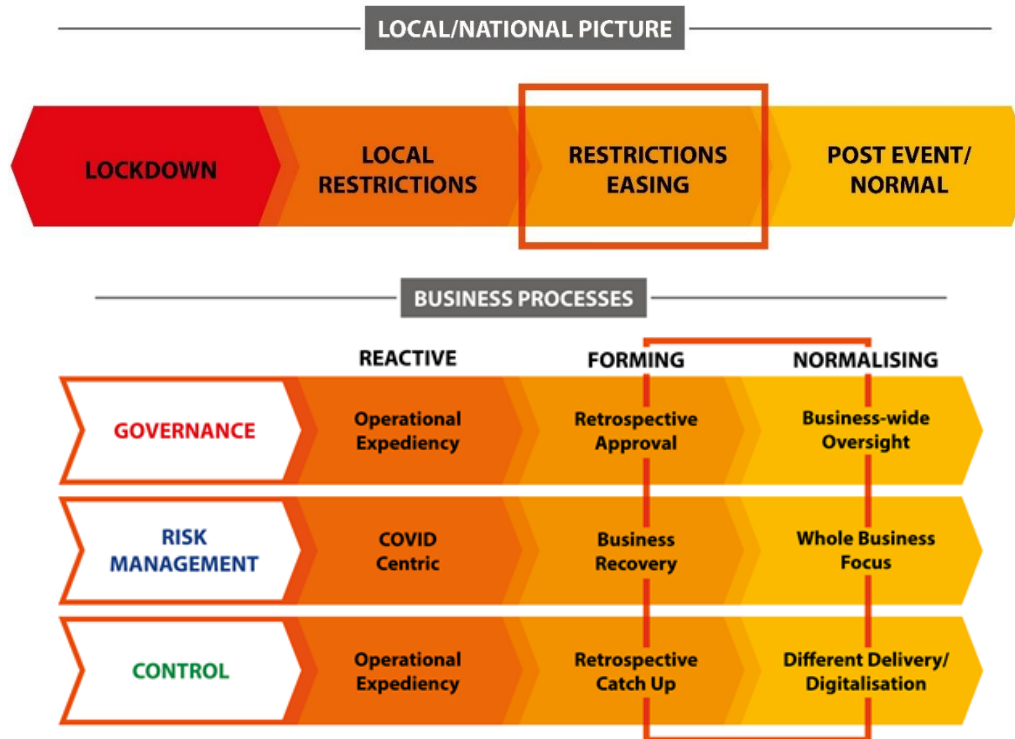 LOCAL/NATIONAL PICTURE
LOCKDOWN
LOCAL
RESTRICTIONS
RESTRICTIONS
EASING
POST EVENT/
NORMAL
BUSINESS PROCESSES
REACTIVE
FORMING
NORMALISING
GOVERNANCE
Operational
Expediency
Retrospective
Approval
Business-wide
Oversight
RISK
MANAGEMENT
COVID
Centric
Business
Recovery
Whole Business
Focus
CONTROL
Operational
Expediency
Retrospective
Catch Up
Different Delivery/
Digitalisation